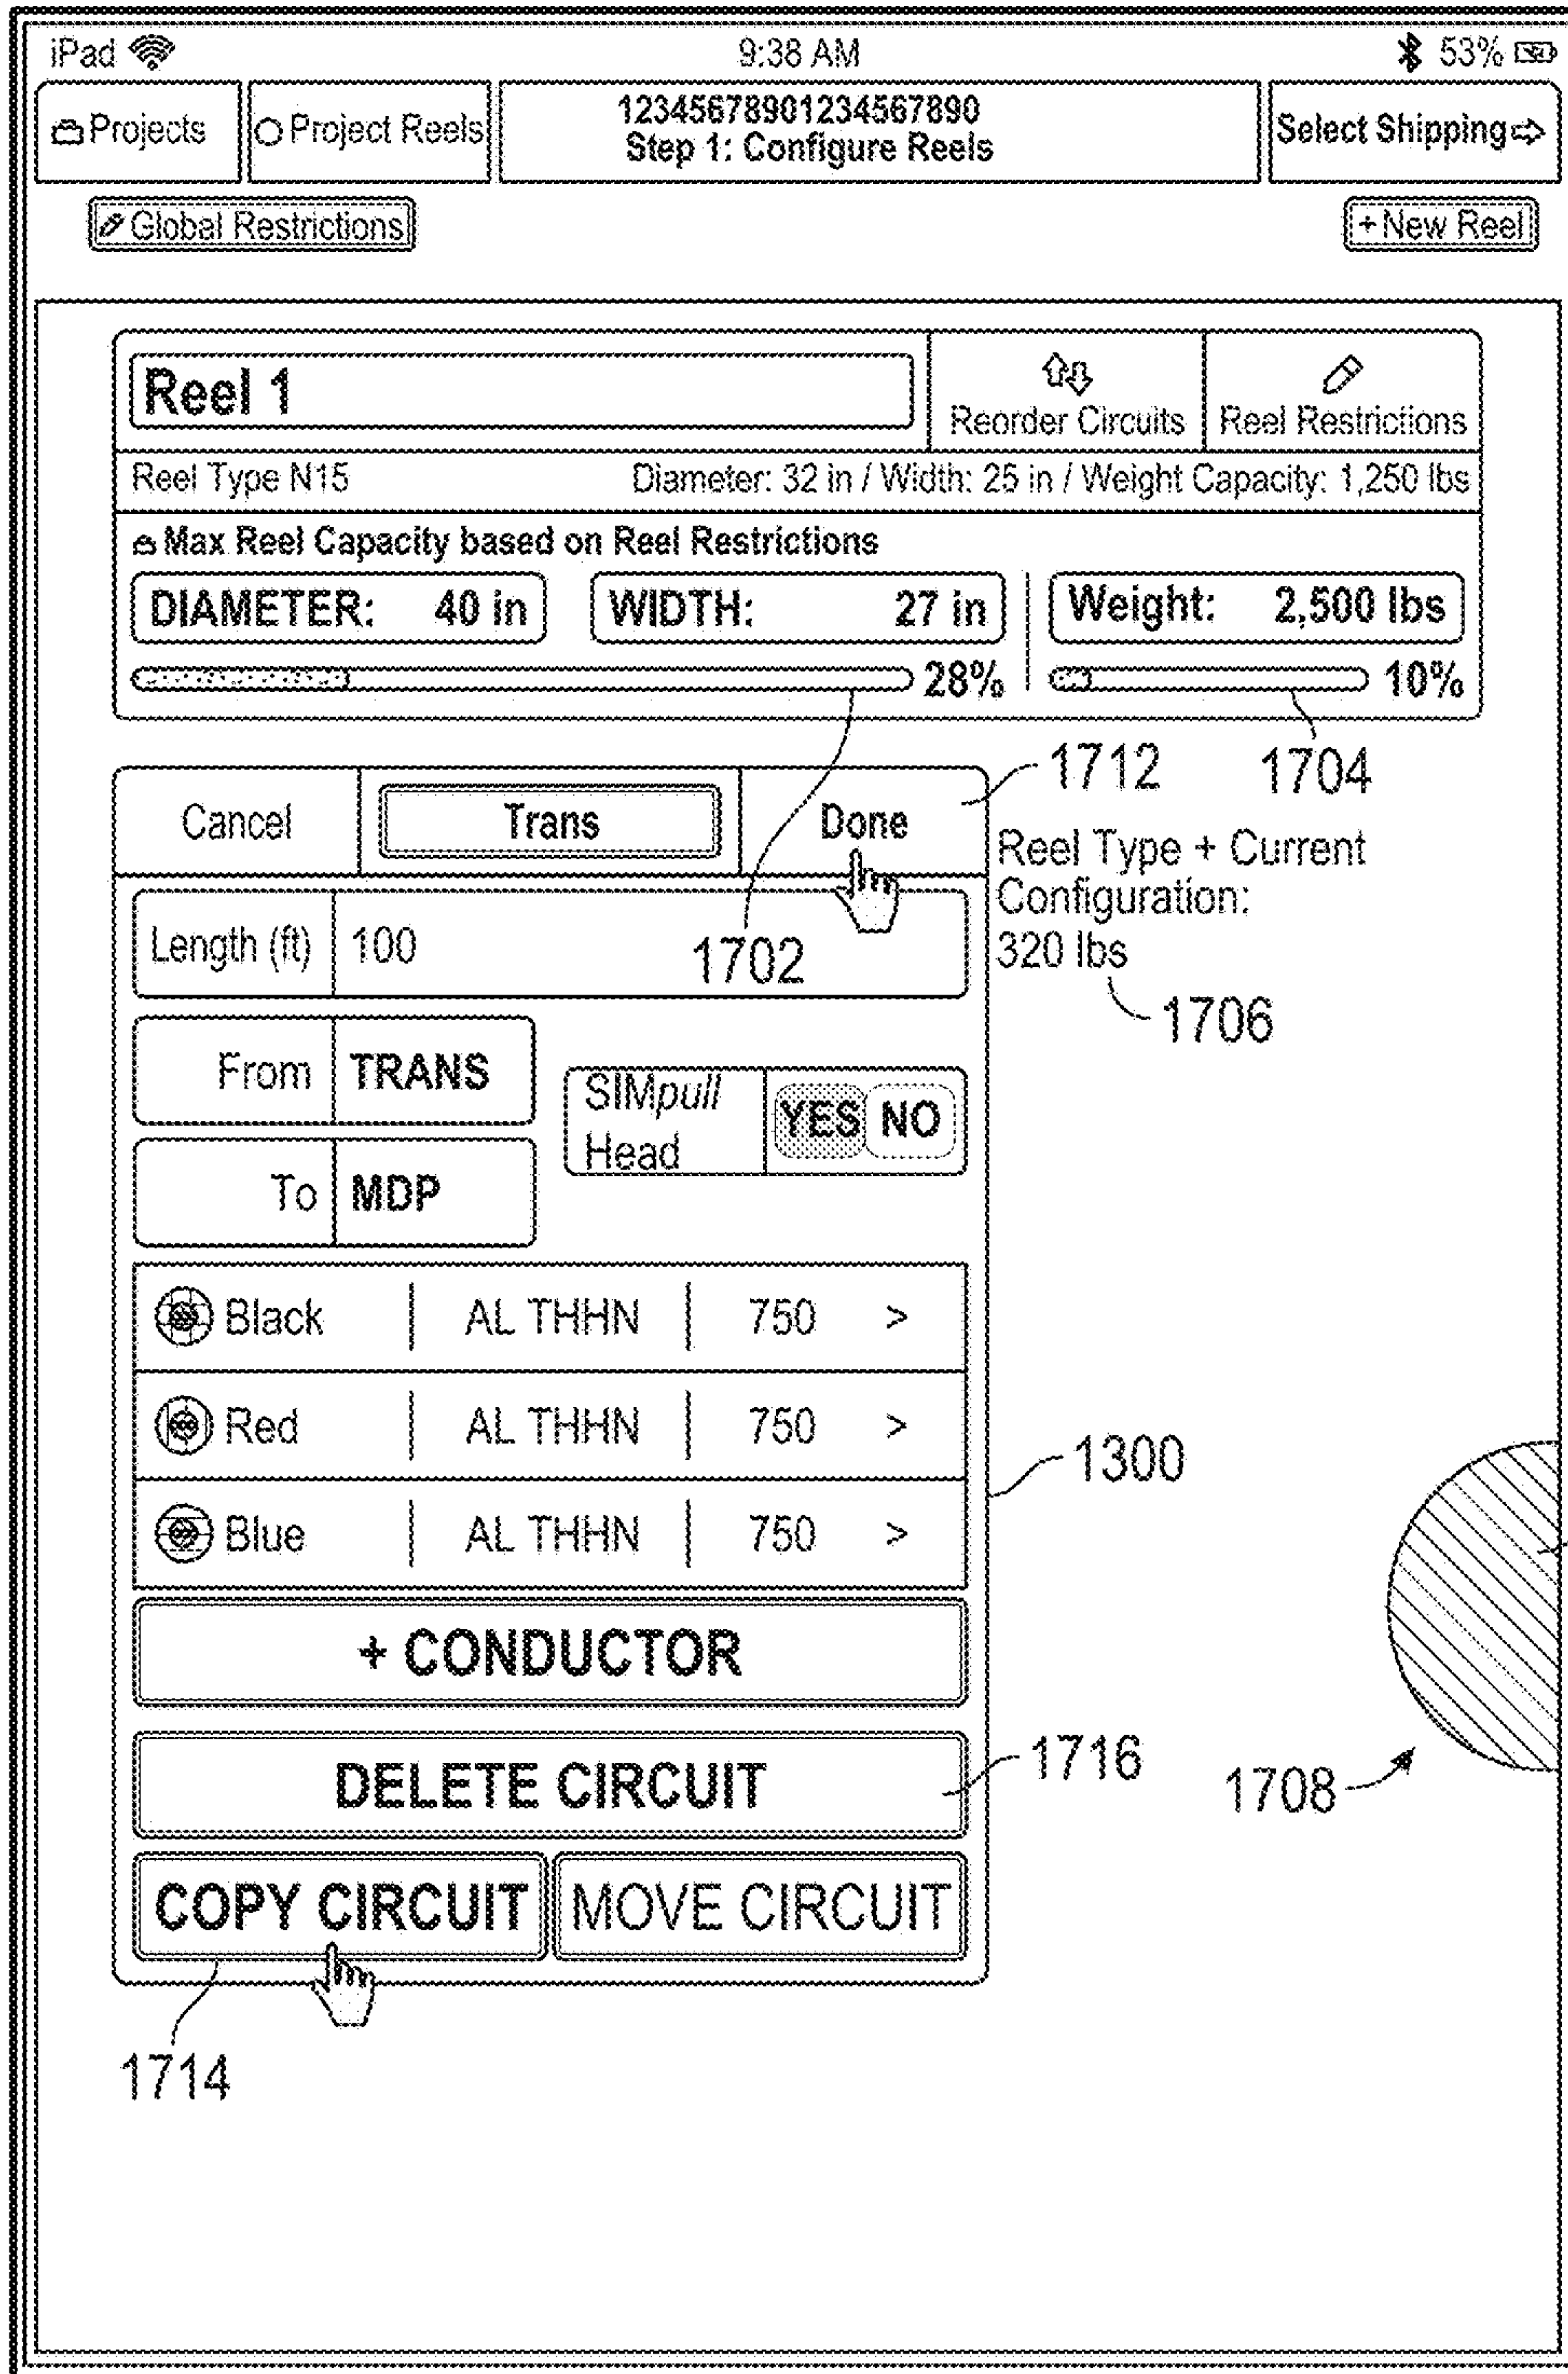 iPad 9:38 AM 53%
Projects Project Reels 12345678901234567890 Select Shipping
Step 1: Configure Reels
Global Restrictions + New Reel
Reel 1 Reorder Circuits Reel Restrictions
Reel Type N15 Diameter: 32 in / Width: 25 in / Weight Capacity: 1,250 lbs
Max Reel Capacity based on Reel Restrictions
DIAMETER: 40 in WIDTH: 27 in Weight: 2,500 lbs
28% 10%
1712 1704
Cancel Trans Done
Reel Type + Current
Configuration:
320 lbs
Length (ft) 100 1702
1706
From TRANS
SIMpull
Head YES NO
To MDP
Black | AL THHN | 750 >
Red | AL THHN | 750 >
1300
Blue | AL THHN | 750 >
+ CONDUCTOR
DELETE CIRCUIT 1716
1708
COPY CIRCUIT MOVE CIRCUIT
1714